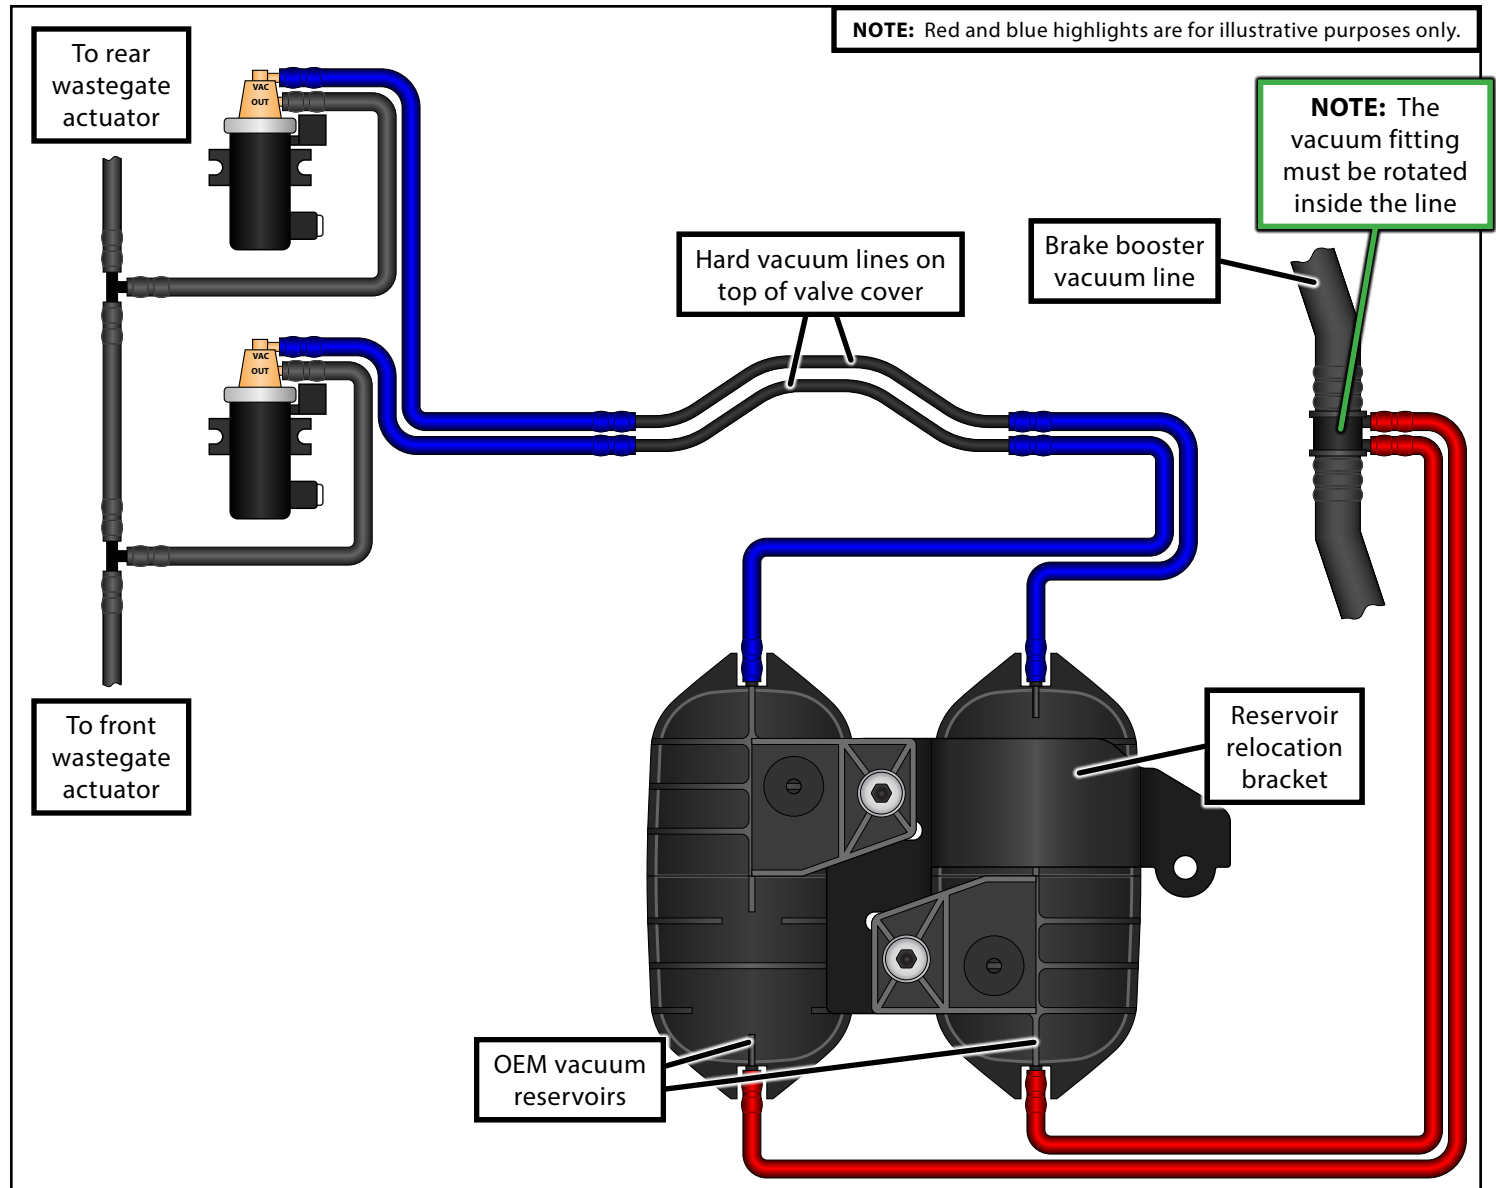 NOTE: Red and blue highlights are for illustrative purposes only.
To rear
wastegate
actuator
VAC
OUT
NOTE: The
vacuum fitting
must be rotated
inside the line
Brake booster
vacuum line
Hard vacuum lines on
top of valve cover
VAC
OUT
To front
wastegate
actuator
Reservoir
relocation
bracket
OEM vacuum
reservoirs